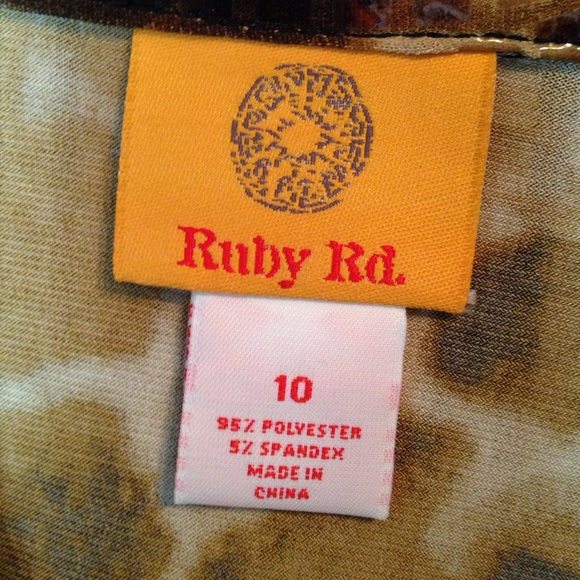 Ruby Rd.
10
95% POLYESTER
5% SPANDEX
MADE IN
CHINA